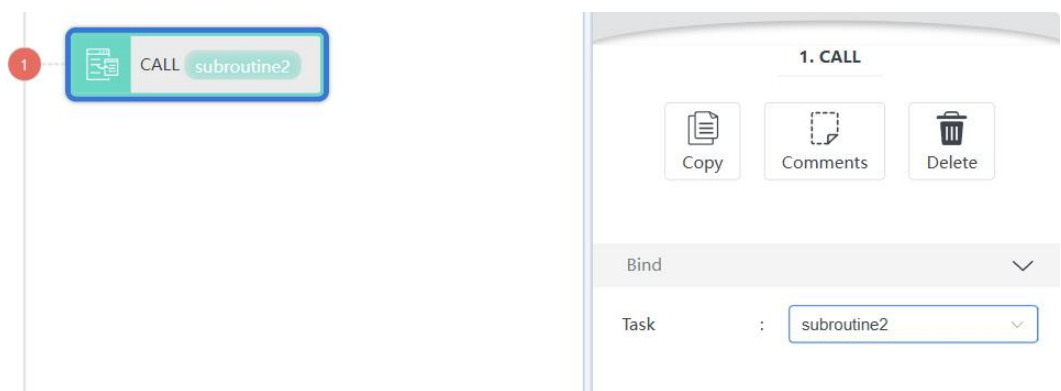 1
CALL subroutine2
1. CALL
Copy
Comments
Delete
Bind
Task : subroutine2